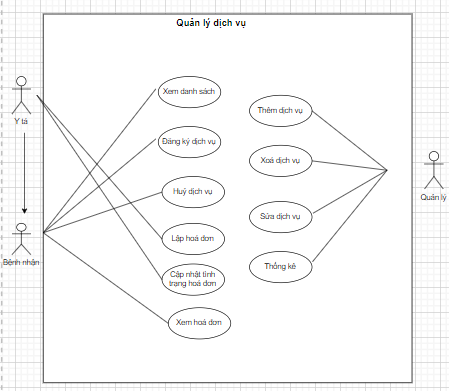 Quản lý dịch vụ
Xem danh sách
Thêm dịch vụ
Y tá
Đăng ký dịch vụ
Xoá dịch vụ
Huỷ dịch vụ
Quản lý
Sửa dịch vụ
Lập hoá đơn
Bệnh nhận
Thống kê
Cập nhật tình
trạng hoá đơn
Xem hoá đơn